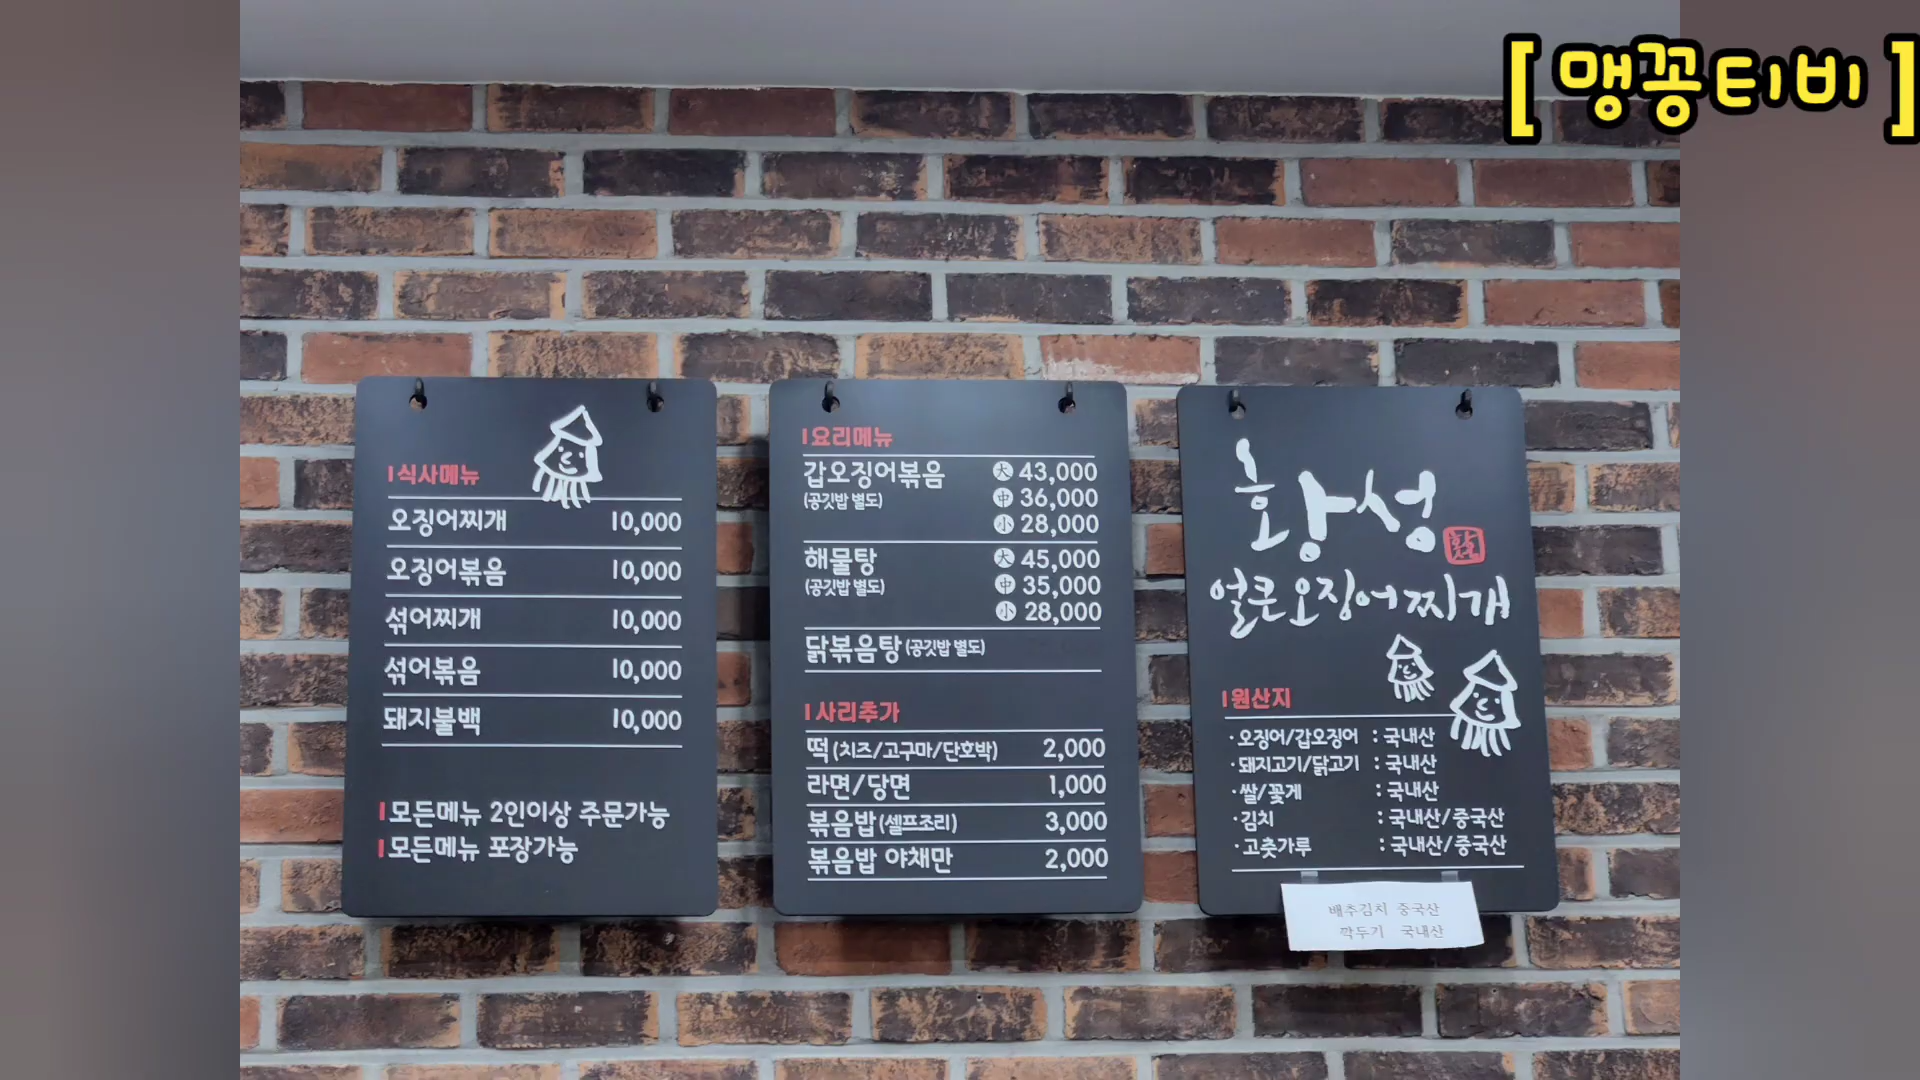 [ 맹꽁티비 ]
식사메뉴
오징어찌개 10,000
오징어볶음 10,000
섞어찌개 10,000
섞어볶음 10,000
돼지불백 10,000
모든메뉴 2인이상 주문가능
모든메뉴 포장가능
요리메뉴
갑오징어볶음 大 43,000
(공깃밥 별도) 中 36,000
小 28,000
해물탕 大 45,000
(공깃밥 별도) 中 35,000
小 28,000
닭볶음탕 (공깃밥 별도)
사리추가
떡 (치즈/고구마/단호박) 2,000
라면/당면 1,000
볶음밥 (셀프조리) 3,000
볶음밥 야채만 2,000
황성
얼큰오징어찌개
원산지
·오징어/갑오징어 : 국내산
·돼지고기/닭고기 : 국내산
·쌀/꽃게 : 국내산
·김치 : 국내산/중국산
·고춧가루 : 국내산/중국산
배추김치 중국산
깍두기 국내산